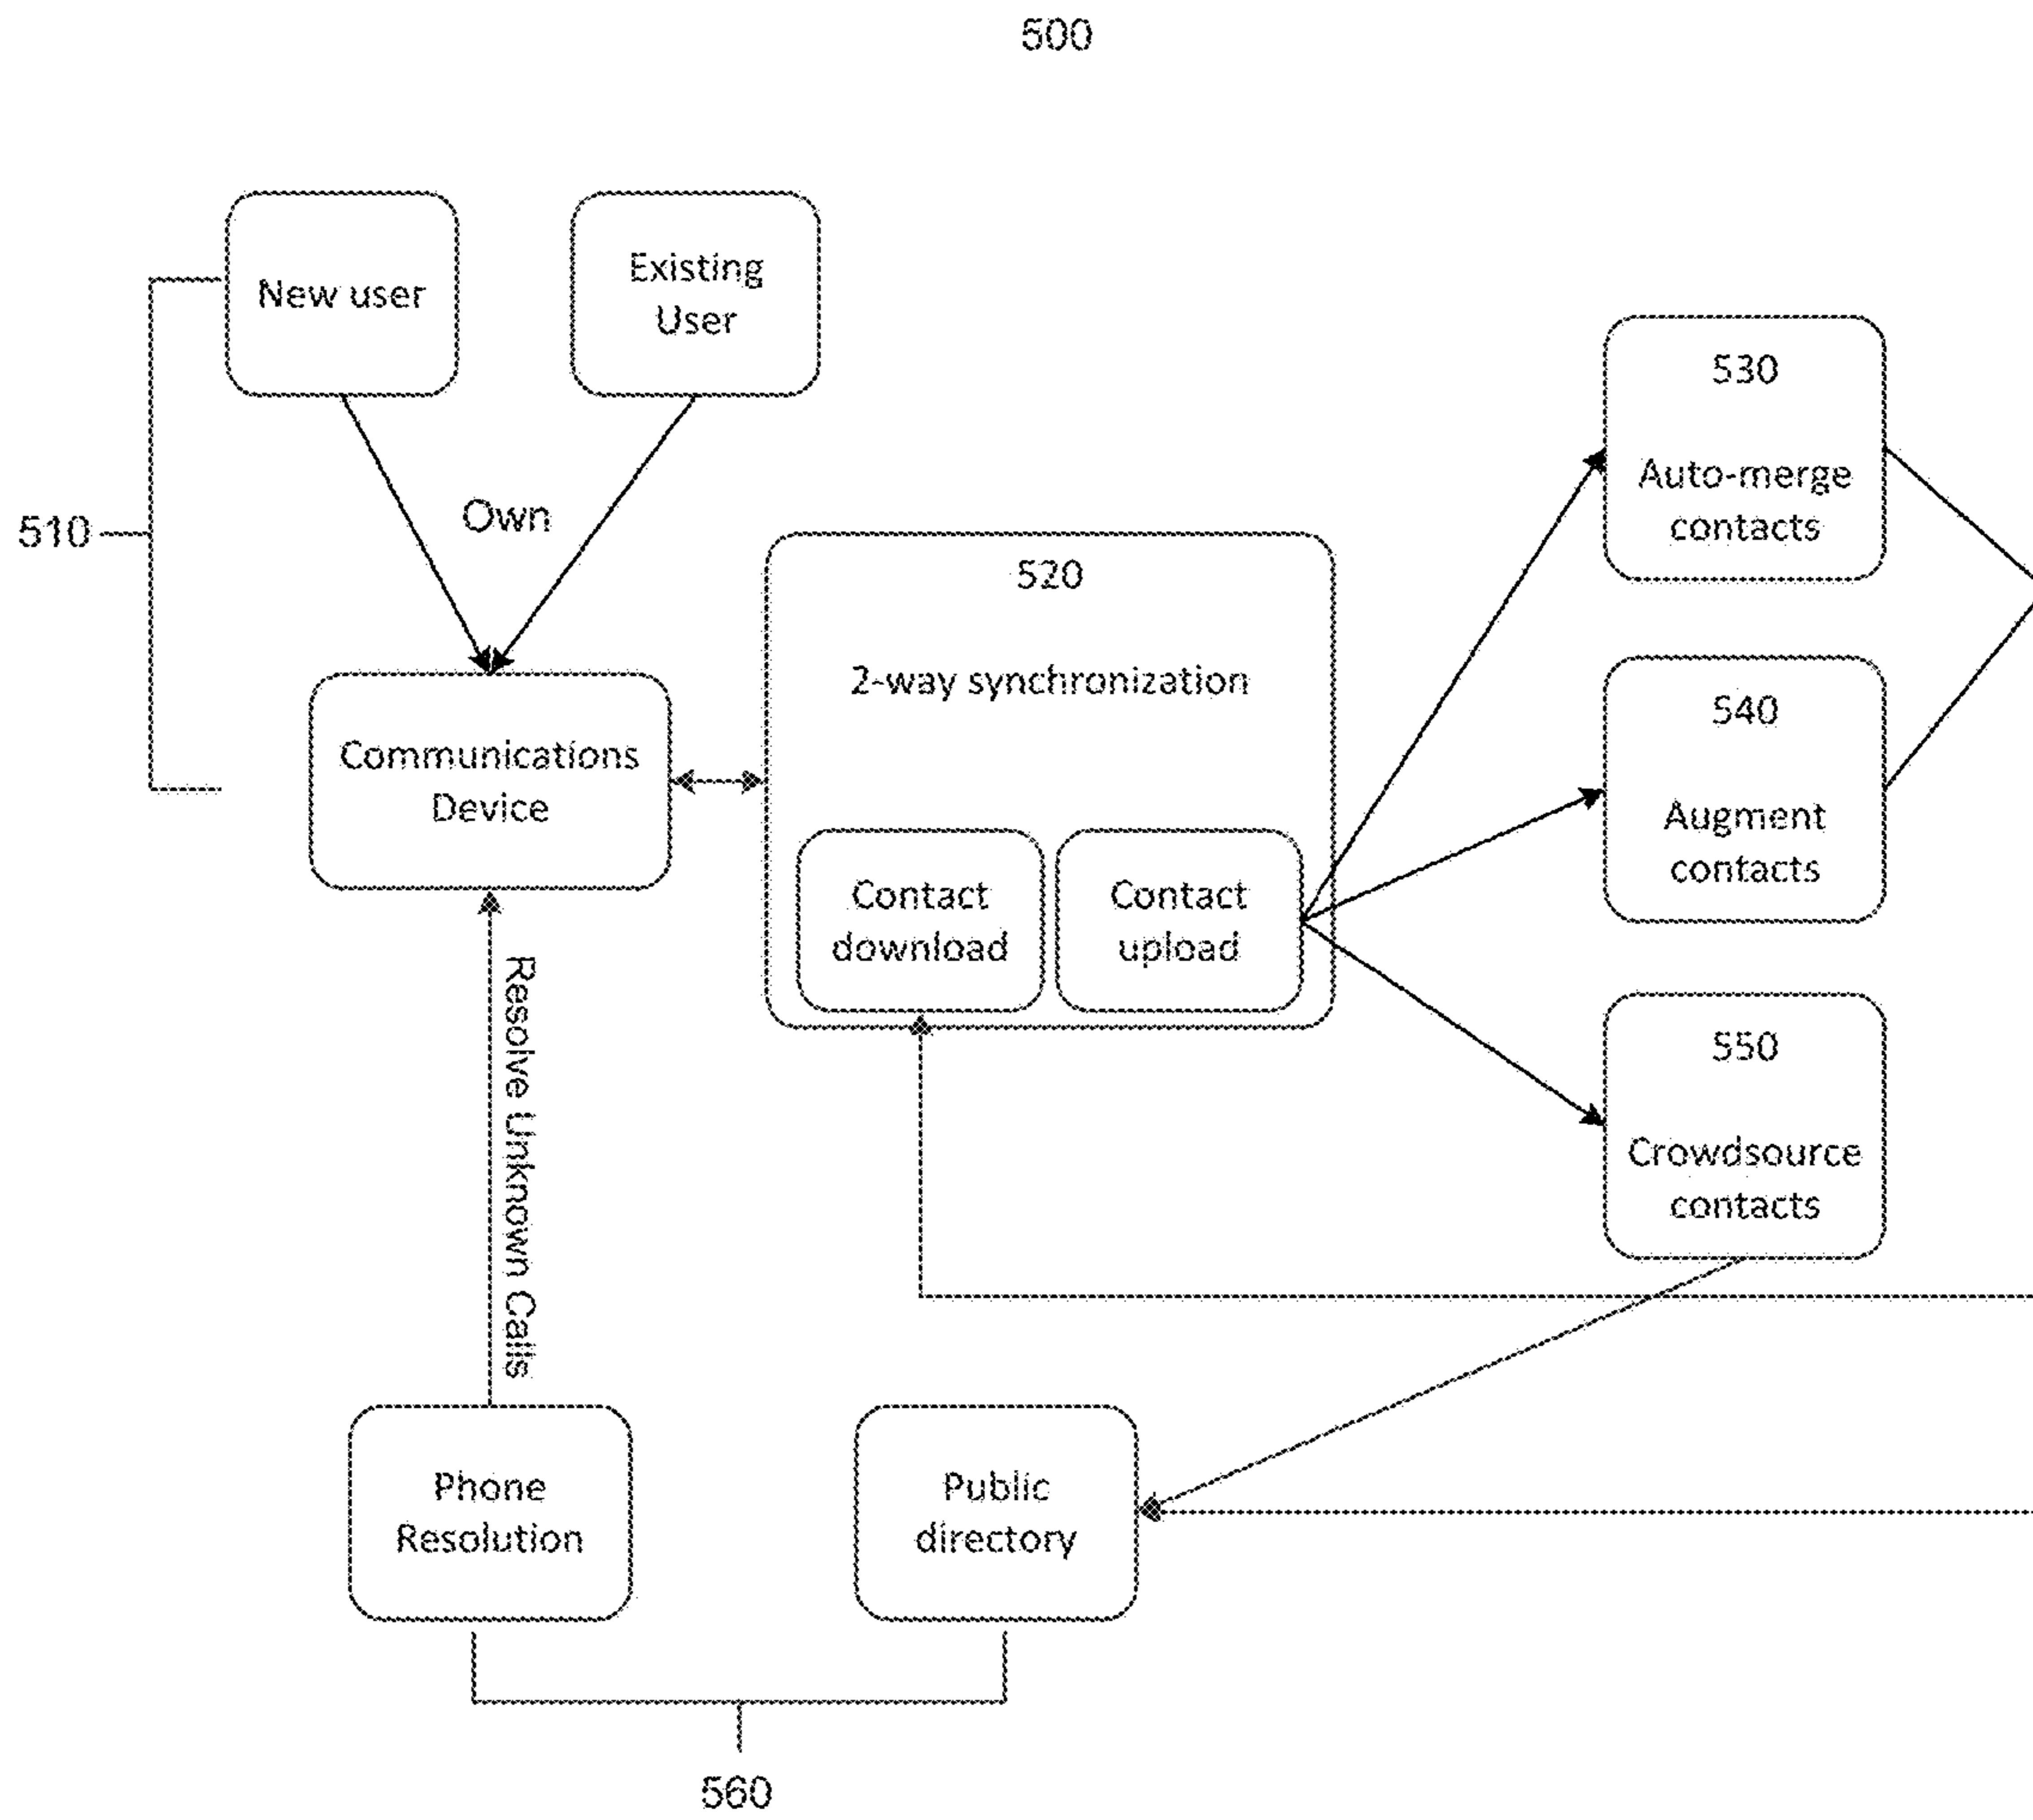 500
New user
Existing
User
510
Own
520
2-way synchronization
530
Auto-merge
contacts
Communications
Device
540
Augment
contacts
Contact
download
Contact
upload
Resolve Unknown Calls
550
Crowdsource
contacts
Phone
Resolution
Public
directory
560